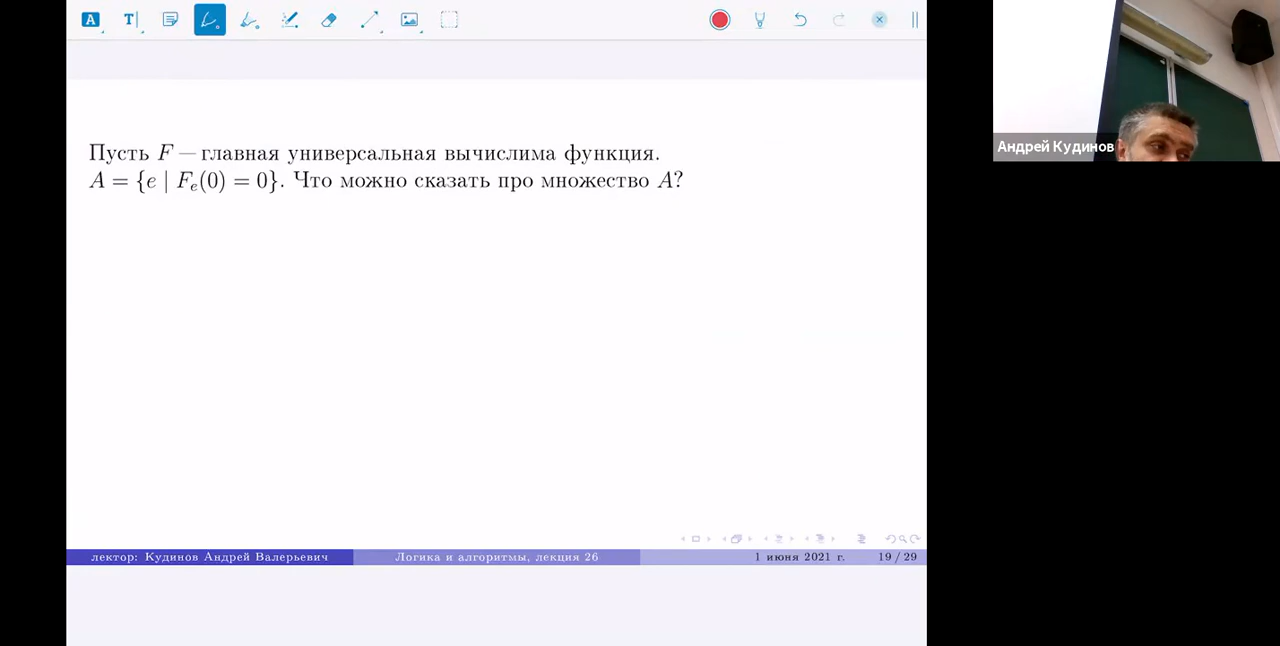 Андрей Кудинов
Пусть F — главная универсальная вычислима функция.
A = {e | Fₑ(0) = 0}. Что можно сказать про множество A?
лектор: Кудинов Андрей Валерьевич
Логика и алгоритмы, лекция 26
1 июня 2021 г.
19 / 29